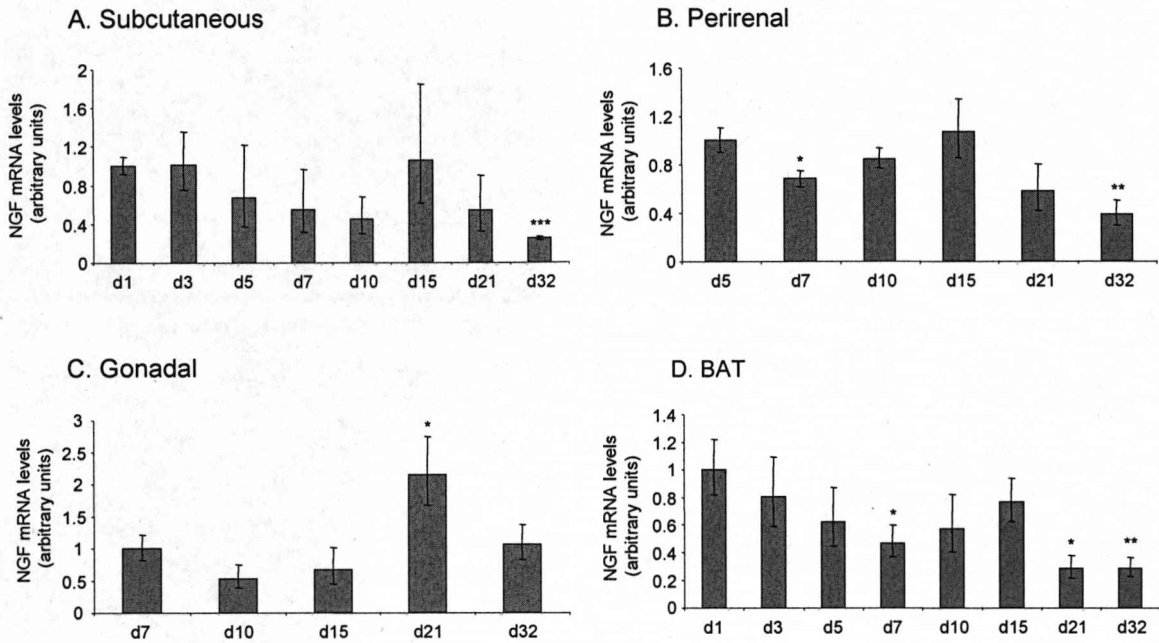 A. Subcutaneous
NGF mRNA levels
(arbitrary units)
2
1.6
1.2
0.8
0.4
0
***
d1 d3 d5 d7 d10 d15 d21 d32
B. Perirenal
NGF mRNA levels
(arbitrary units)
1.6
1.2
0.8
0.4
0
*
**
d5 d7 d10 d15 d21 d32
C. Gonadal
NGF mRNA levels
(arbitrary units)
3
2.5
2
1.5
1
0.5
0
*
d7 d10 d15 d21 d32
D. BAT
NGF mRNA levels
(arbitrary units)
1.4
1.2
1
0.8
0.6
0.4
0.2
0
*
*
**
d1 d3 d5 d7 d10 d15 d21 d32